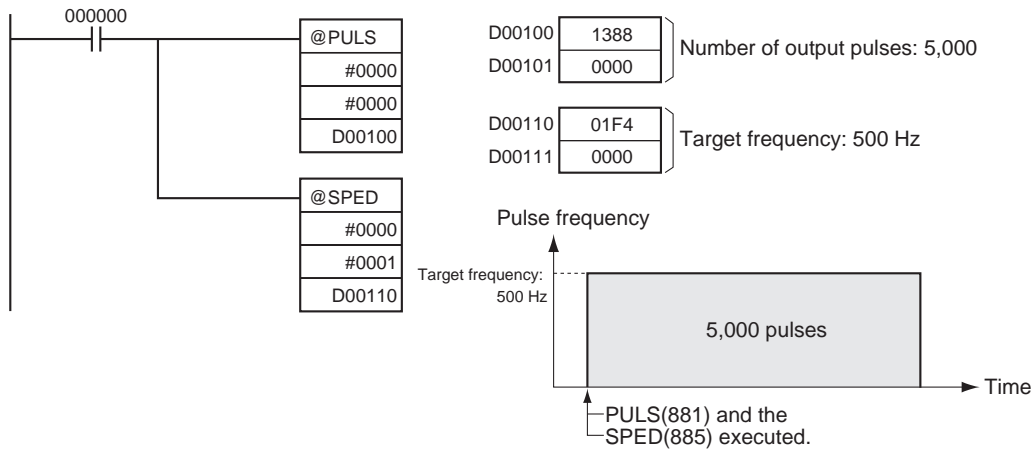 000000
@PULS
#0000
#0000
D00100
@SPED
#0000
#0001
D00110
D00100 1388
D00101 0000
Number of output pulses: 5,000
D00110 01F4
D00111 0000
Target frequency: 500 Hz
Pulse frequency
Target frequency:
500 Hz
5,000 pulses
Time
PULS(881) and the
SPED(885) executed.